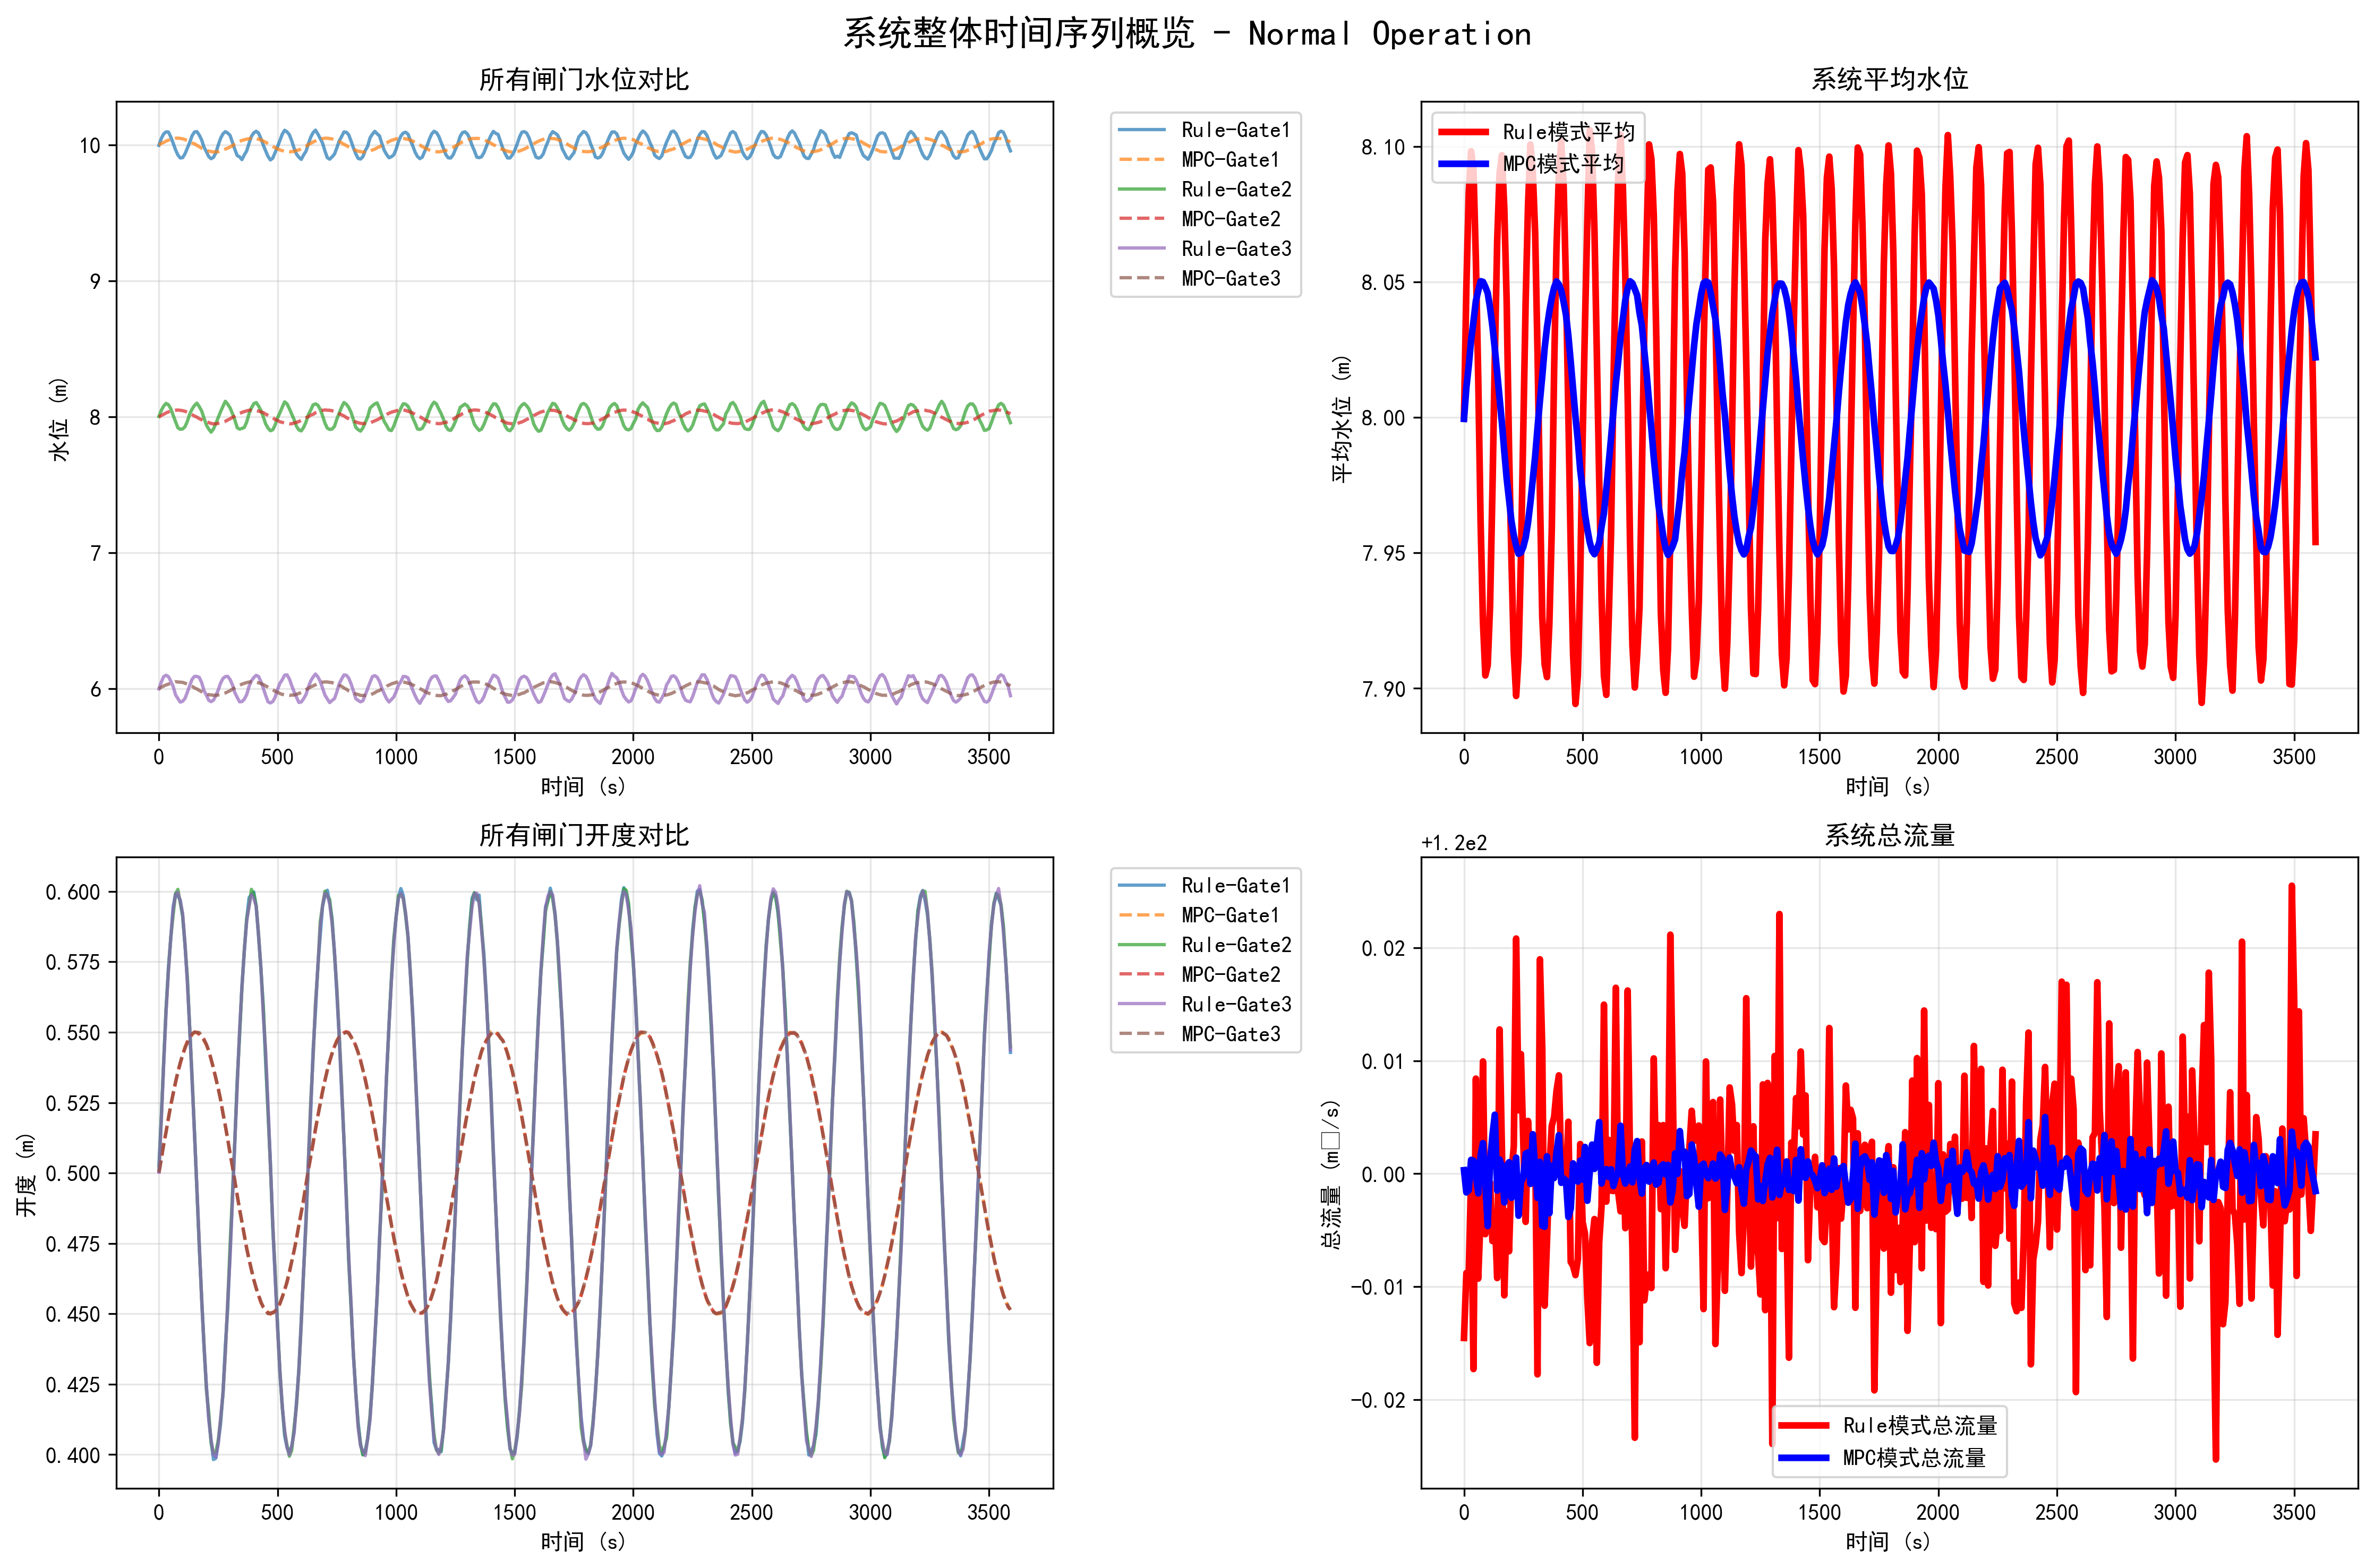 系统整体时间序列概览 - Normal Operation
所有闸门水位对比
水位 (m)
10
9
8
7
6
0 500 1000 1500 2000 2500 3000 3500
时间 (s)
Rule-Gate1
MPC-Gate1
Rule-Gate2
MPC-Gate2
Rule-Gate3
MPC-Gate3
系统平均水位
平均水位 (m)
8.10
8.05
8.00
7.95
7.90
Rule模式平均
MPC模式平均
0 500 1000 1500 2000 2500 3000 3500
时间 (s)
所有闸门开度对比
开度 (m)
0.600
0.575
0.550
0.525
0.500
0.475
0.450
0.425
0.400
0 500 1000 1500 2000 2500 3000 3500
时间 (s)
Rule-Gate1
MPC-Gate1
Rule-Gate2
MPC-Gate2
Rule-Gate3
MPC-Gate3
系统总流量
+1.2e2
总流量 (m□/s)
0.02
0.01
0.00
-0.01
-0.02
Rule模式总流量
MPC模式总流量
0 500 1000 1500 2000 2500 3000 3500
时间 (s)